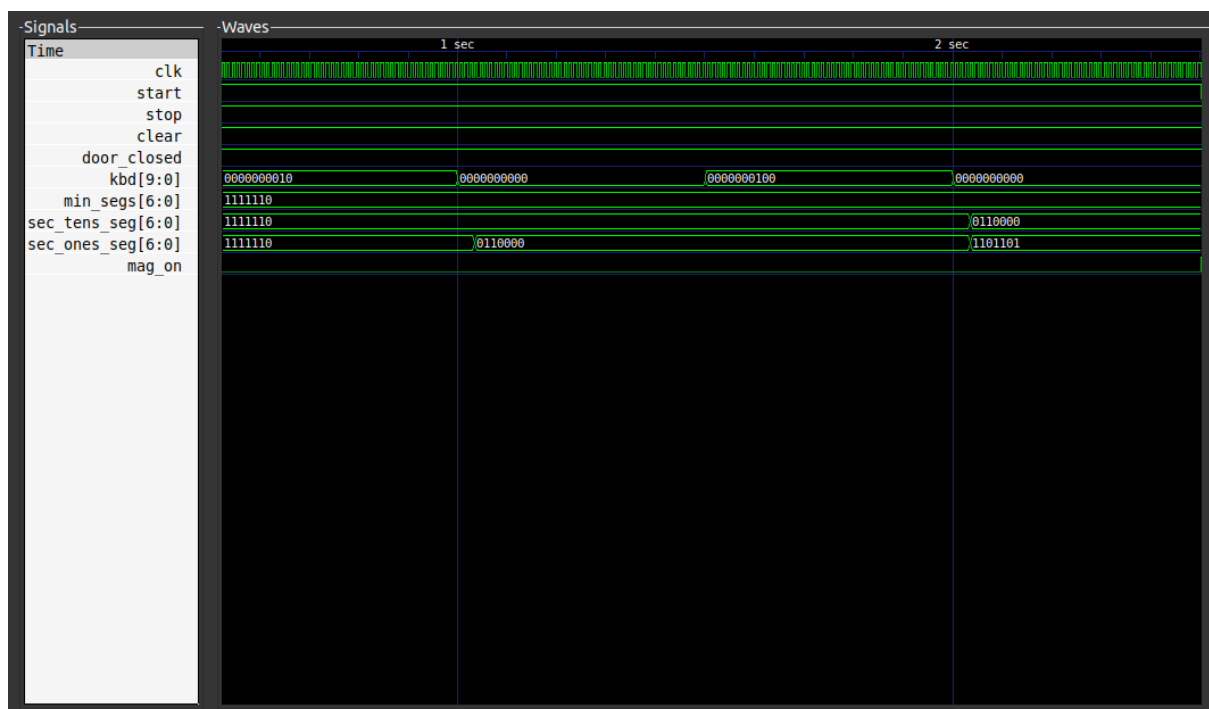 Signals
Waves
Time
1 sec
2 sec
clk
start
stop
clear
door_closed
kbd[9:0]
0000000010
0000000000
0000000100
0000000000
min_segs[6:0]
1111110
sec_tens_seg[6:0]
1111110
0110000
sec_ones_seg[6:0]
1111110
0110000
1101101
mag_on